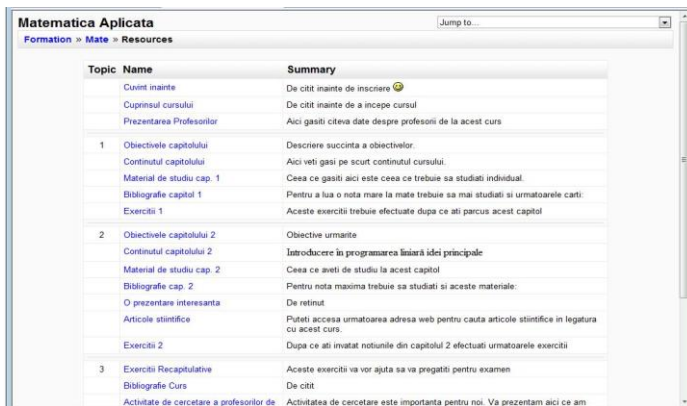 Matematica Aplicata
Jump to...
Formation » Mate » Resources
Topic Name Summary
Cuvint inainte De citit inainte de inscriere
Cuprinsul cursului De citit inainte de a incepe cursul
Prezentarea Profesorilor Aici gasiti citeva date despre profesorii de la acest curs
1 Obiectivele capitolului Descriere succinta a obiectivelor.
Continutul capitolului Aici veti gasi pe scurt continutul cursului.
Material de studiu cap. 1 Ceea ce gasiti aici este ceea ce trebuie sa studiati individual.
Bibliografie capitol 1 Pentru a lua o nota mare la mate trebuie sa mai studiati si urmatoarele carti:
Exercitii 1 Aceste exercitii trebuie efectuate dupa ce ati parcus acest capitol
2 Obiectivele capitolului 2 Obiective urmarite
Continutul capitolului 2 Introducere în programarea liniară idei principale
Material de studiu cap. 2 Ceea ce aveti de studiu la acest capitol
Bibliografie cap. 2 Pentru nota maxima trebuie sa studiati si aceste materiale:
O prezentare interesanta De retinut
Articole stiintifice Puteti accesa urmatoarea adresa web pentru cauta articole stiintifice in legatura
cu acest curs.
Exercitii 2 Dupa ce ati invatat notiunile din capitolul 2 efectuati urmatoarele exercitii
3 Exercitii Recapitulative Aceste exercitii va vor ajuta sa va pregatiti pentru examen
Bibliografie Curs De citit
Activitate de cercetare a profesorilor de Activitatea de cercetare este importanta pentru noi. Va prezentam aici ce am